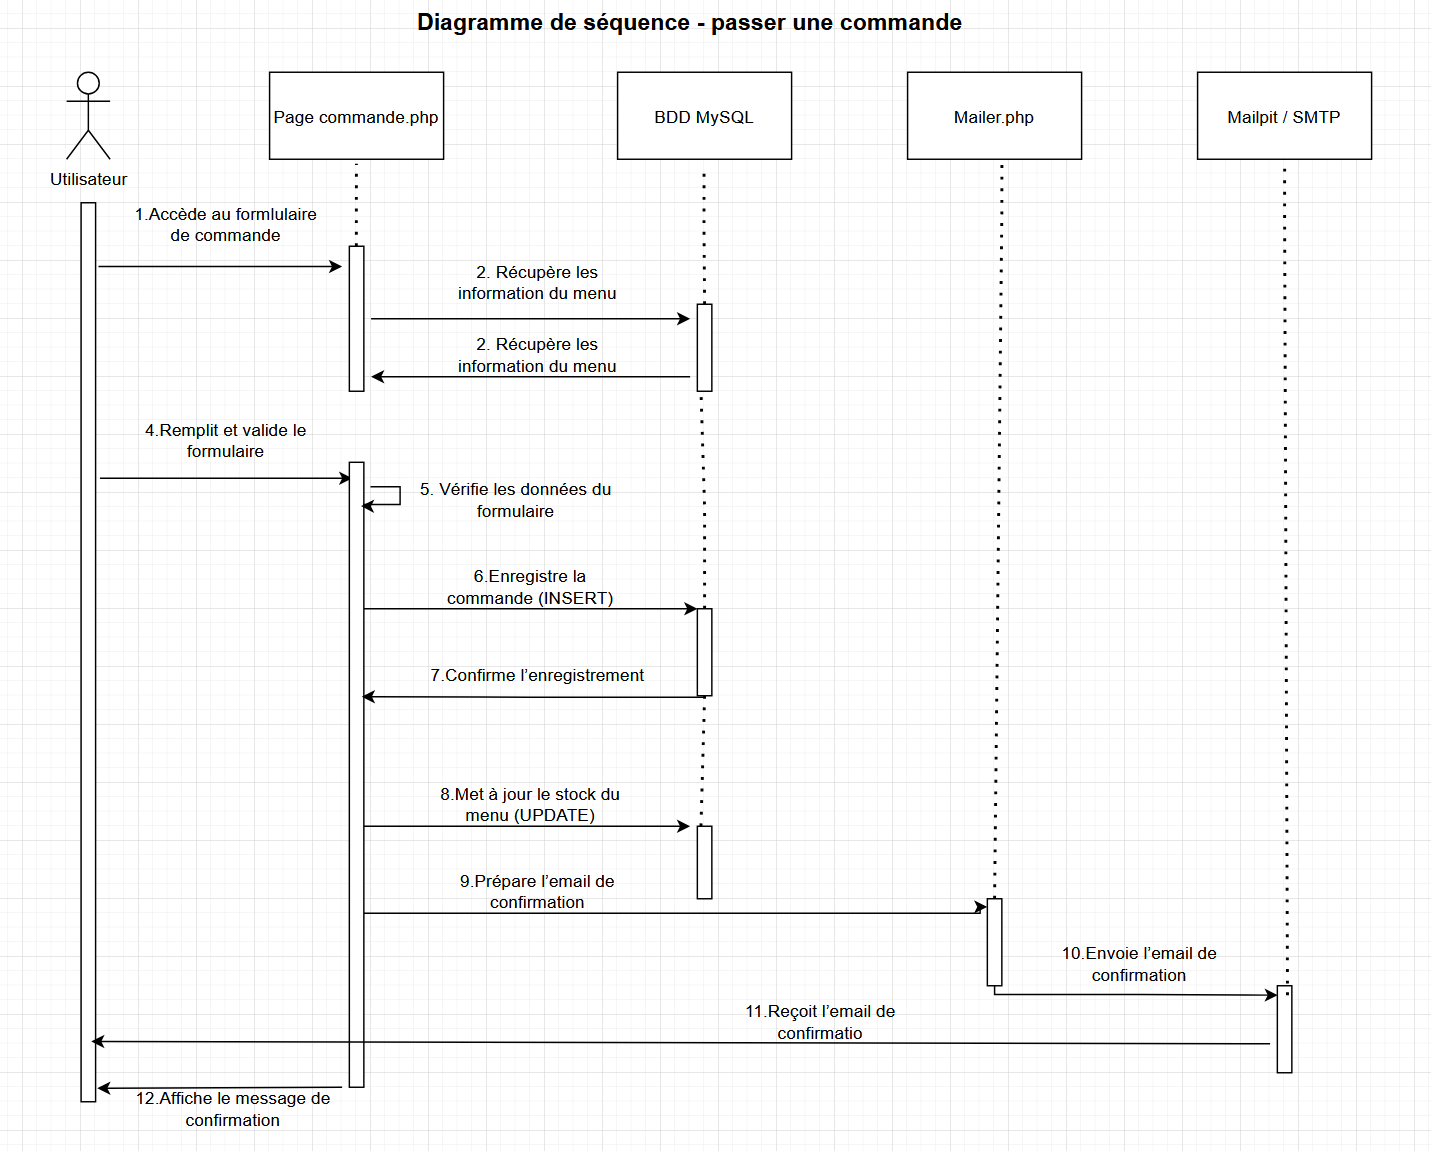 Diagramme de séquence - passer une commande
Page commande.php
BDD MySQL
Mailer.php
Mailpit / SMTP
Utilisateur
1.Accède au formlulaire
de commande
2. Récupère les
information du menu
2. Récupère les
information du menu
4.Remplit et valide le
formulaire
5. Vérifie les données du
formulaire
6.Enregistre la
commande (INSERT)
7.Confirme l'enregistrement
8.Met à jour le stock du
menu (UPDATE)
9.Prépare l'email de
confirmation
10.Envoie l'email de
confirmation
11.Reçoit l'email de
confirmatio
12.Affiche le message de
confirmation